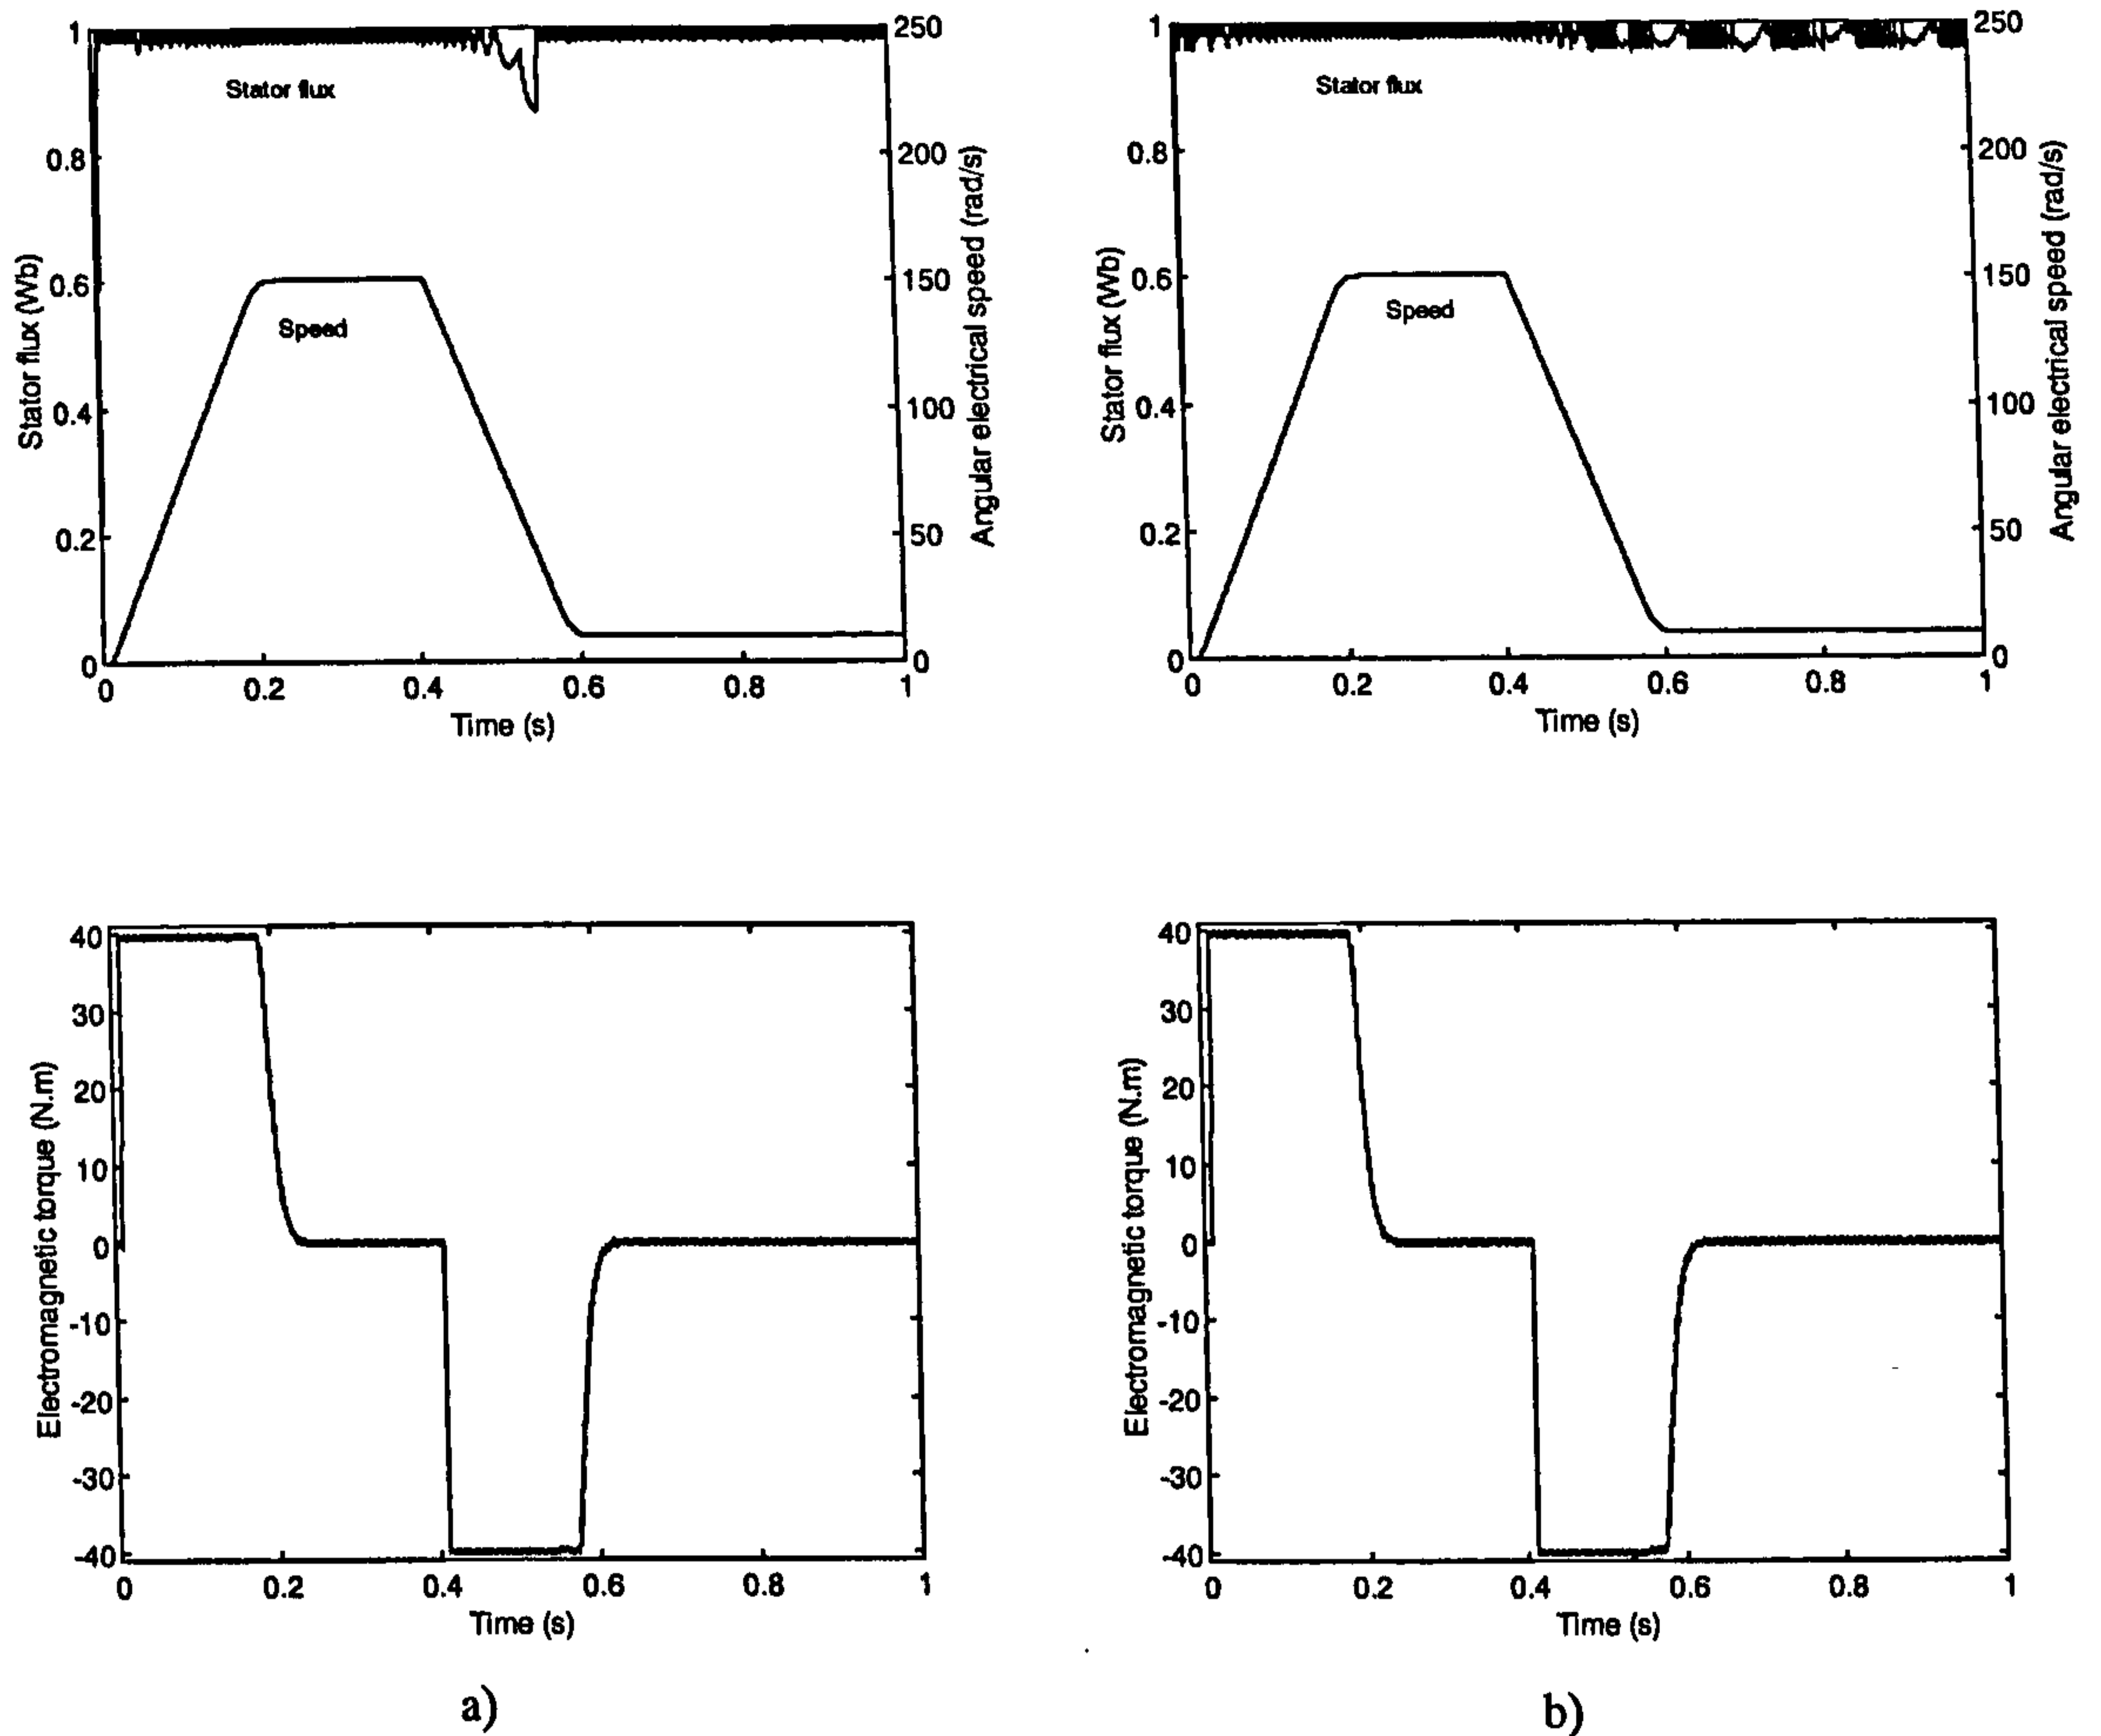 1
0.8
0.6
0.4
0.2
0
Stator flux (Wb)
Stator flux
Speed
250
200
150
100
50
0
Angular electrical speed (rad/s)
0 0.2 0.4 0.6 0.8 1
Time (s)
1
0.8
0.6
0.4
0.2
0
Stator flux (Wb)
Stator flux
Speed
250
200
150
100
50
0
Angular electrical speed (rad/s)
0 0.2 0.4 0.6 0.8 1
Time (s)
40
30
20
10
0
-10
-20
-30
-40
Electromagnetic torque (N.m)
0 0.2 0.4 0.6 0.8 1
Time (s)
a)
40
30
20
10
0
-10
-20
-30
-40
Electromagnetic torque (N.m)
0 0.2 0.4 0.6 0.8 1
Time (s)
b)